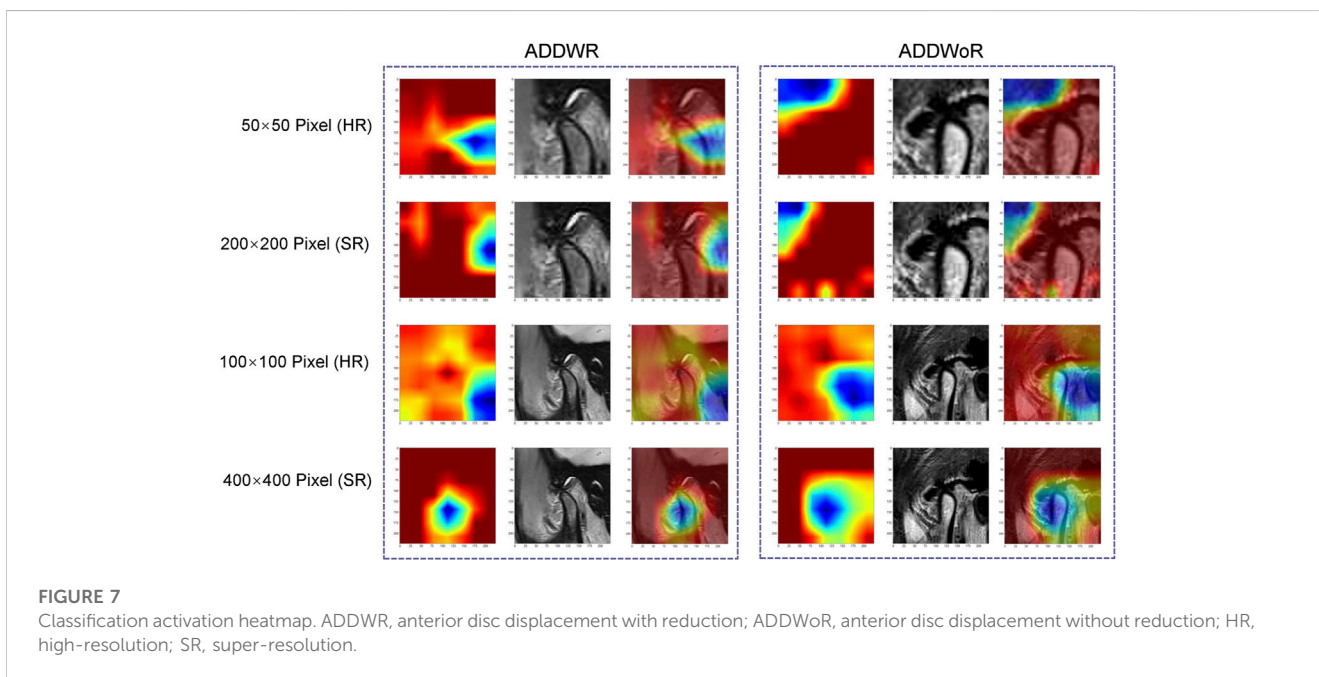 ADDWR
ADDWoR
50×50 Pixel (HR)
200×200 Pixel (SR)
100×100 Pixel (HR)
400×400 Pixel (SR)
FIGURE 7
Classification activation heatmap. ADDWR, anterior disc displacement with reduction; ADDWoR, anterior disc displacement without reduction; HR,
high-resolution; SR, super-resolution.